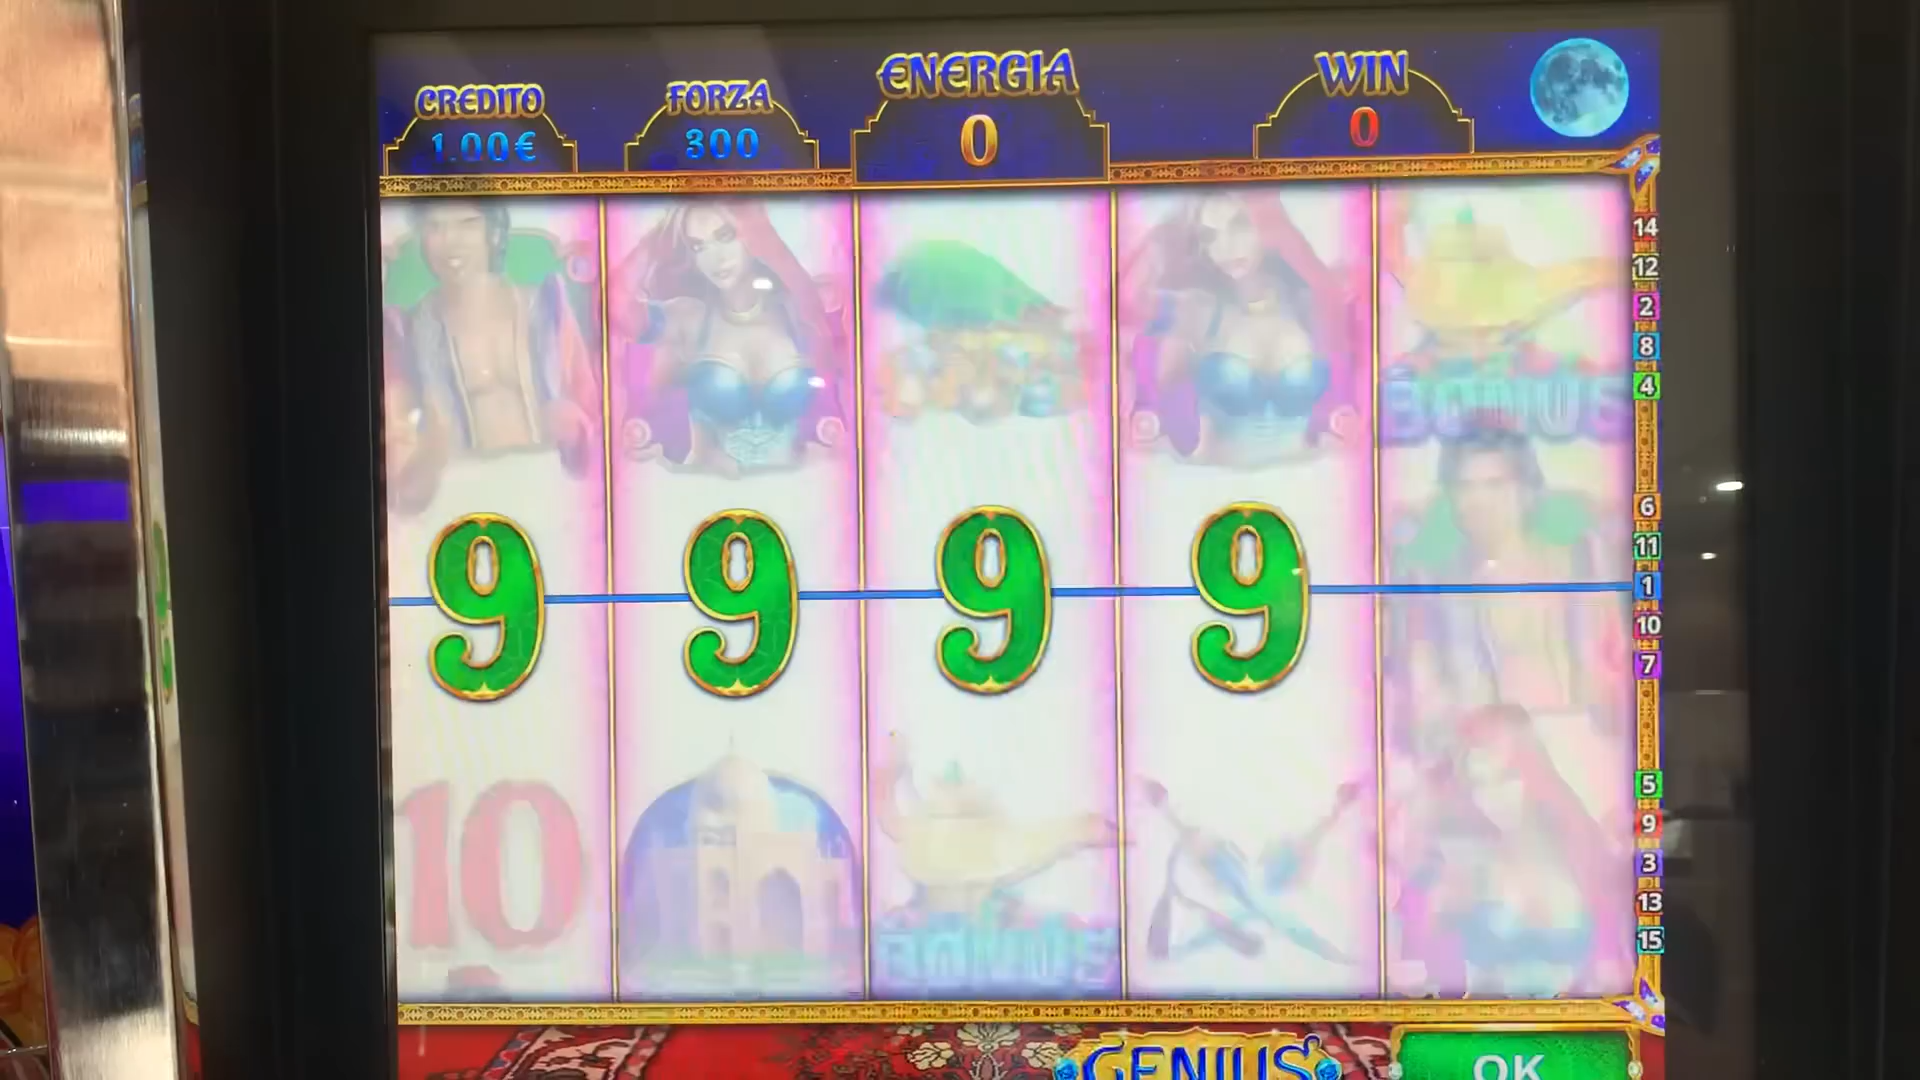 CREDITO FORZA ENERGIA WIN
1.00€ 300 0 0
14
12
2
8
BONUS 4
6
11
9 9 9 9 1
10
7
5
10 9
3
13
BONUS 15
GENIUS OK